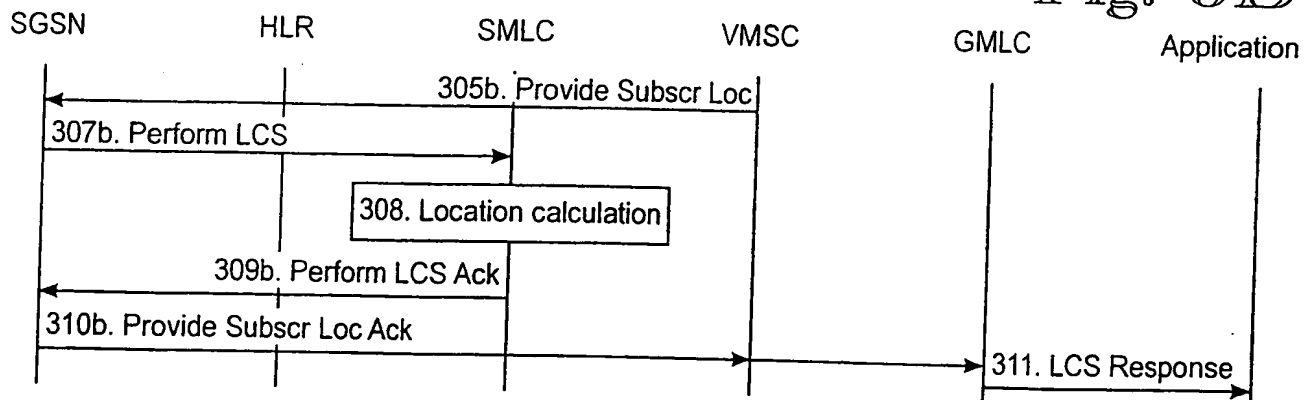 SGSN HLR SMLC VMSC GMLC Application
305b. Provide Subscr Loc
307b. Perform LCS
308. Location calculation
309b. Perform LCS Ack
310b. Provide Subscr Loc Ack
311. LCS Response